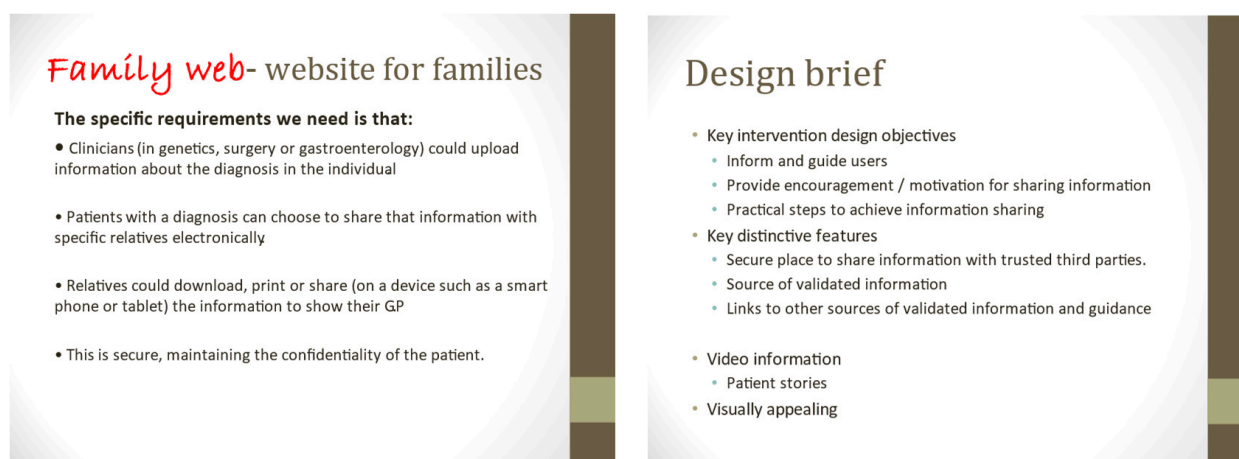 Family web- website for families
The specific requirements we need is that:
• Clinicians (in genetics, surgery or gastroenterology) could upload
information about the diagnosis in the individual
• Patients with a diagnosis can choose to share that information with
specific relatives electronically.
• Relatives could download, print or share (on a device such as a smart
phone or tablet) the information to show their GP
• This is secure, maintaining the confidentiality of the patient.
Design brief
• Key intervention design objectives
• Inform and guide users
• Provide encouragement / motivation for sharing information
• Practical steps to achieve information sharing
• Key distinctive features
• Secure place to share information with trusted third parties.
• Source of validated information
• Links to other sources of validated information and guidance
• Video information
• Patient stories
• Visually appealing